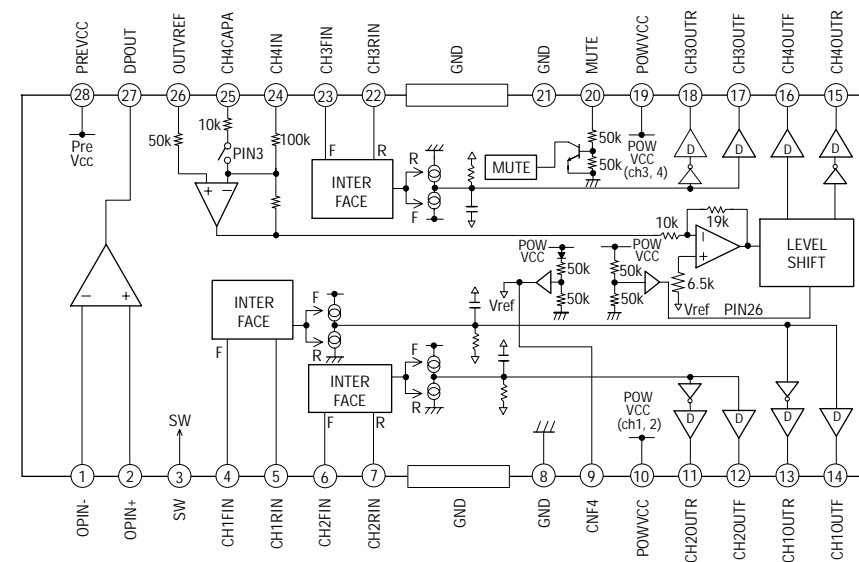 PREVCC
DPOUT
OUTVREF
CH4CAPA
CH4IN
CH3FIN
CH3RIN
GND
GND
MUTE
POWVCC
CH3OUTR
CH3OUTF
CH4OUTF
CH4OUTR
28 27 26 25 24 23 22 21 20 19 18 17 16 15
Pre
Vcc
50k
10k
PIN3
100k
F
R
INTER
FACE
R
F
MUTE
50k
50k
POW
VCC
(ch3, 4)
D
D
D
D
10k
19k
LEVEL
SHIFT
6.5k
Vref PIN26
POW
VCC
50k
50k
Vref
POW
VCC
50k
50k
INTER
FACE
F
R
F
INTER
FACE
F
R
F
R
SW
POW
VCC
(ch1, 2)
D
D
D
D
1 2 3 4 5 6 7 8 9 10 11 12 13 14
OPIN-
OPIN+
SW
CH1FIN
CH1RIN
CH2FIN
CH2RIN
GND
GND
CNF4
POWVCC
CH2OUTR
CH2OUTF
CH1OUTR
CH1OUTF